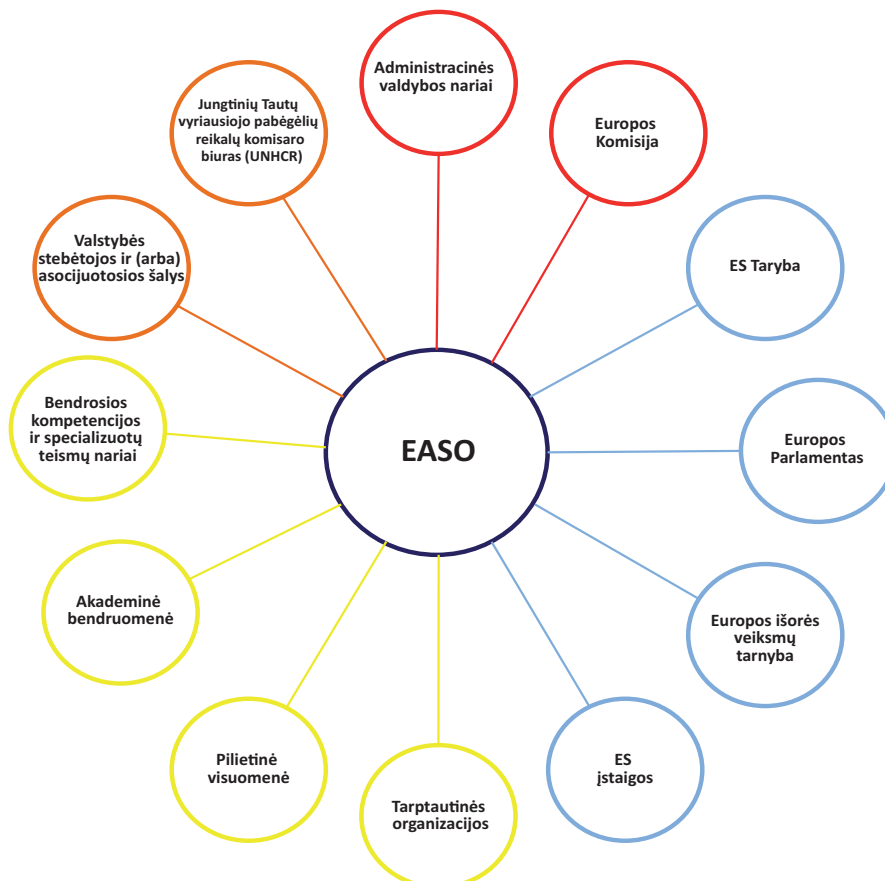 Administracinės
valdybos nariai
Jungtinių Tautų
vyriausiojo pabėgėlių
reikalų komisaro
biuras (UNHCR)
Europos
Komisija
Valstybės
stebėtojos ir (arba)
asocijuotosios šalys
ES Taryba
Bendrosios
kompetencijos
ir specializuotų
teismų nariai
EASO
Europos
Parlamentas
Akademinė
bendruomenė
Europos išorės
veiksmų
tarnyba
Pilietinė
visuomenė
Tarptautinės
organizacijos
ES
įstaigos